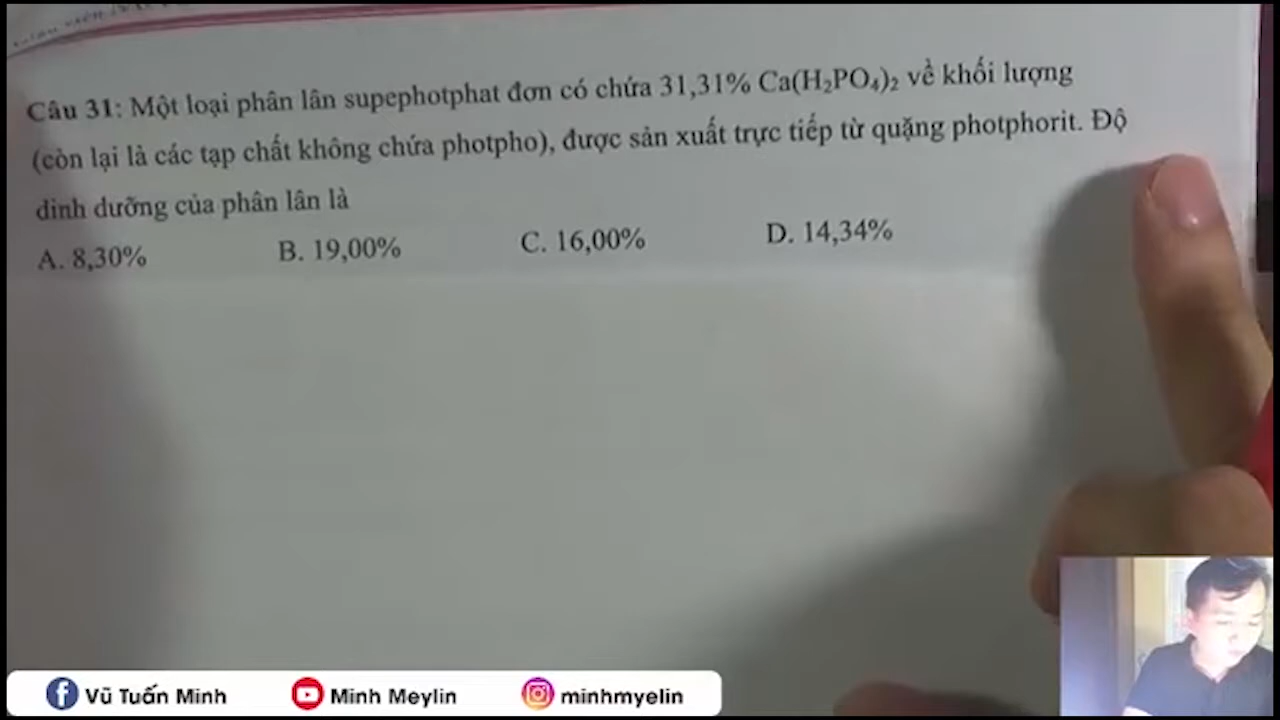 Câu 31: Một loại phân lân supephotphat đơn có chứa 31,31% Ca(H₂PO₄)₂ về khối lượng
(còn lại là các tạp chất không chứa photpho), được sản xuất trực tiếp từ quặng photphorit. Độ
dinh dưỡng của phân lân là
A. 8,30% B. 19,00% C. 16,00% D. 14,34%
Vũ Tuấn Minh Minh Meylin minhmyelin